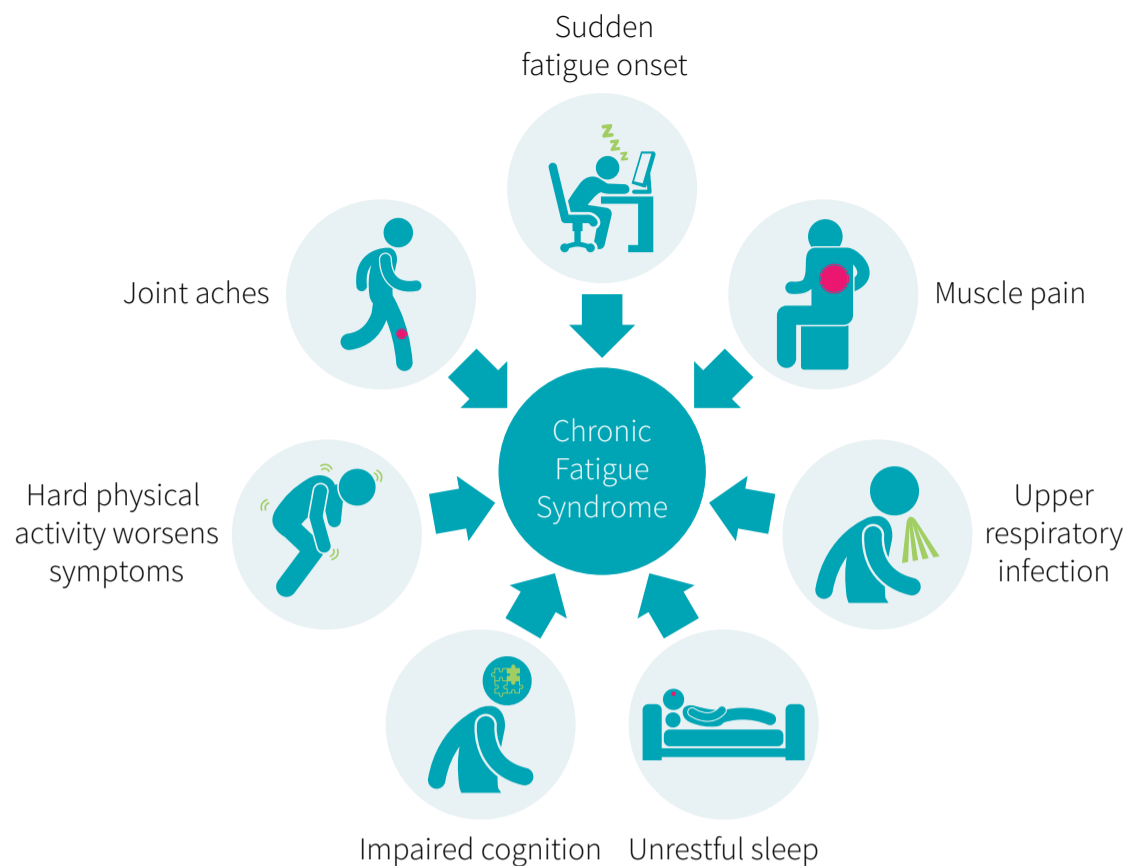 Sudden
fatigue onset
Joint aches
Muscle pain
Chronic
Fatigue
Syndrome
Hard physical
activity worsens
symptoms
Upper
respiratory
infection
Impaired cognition
Unrestful sleep